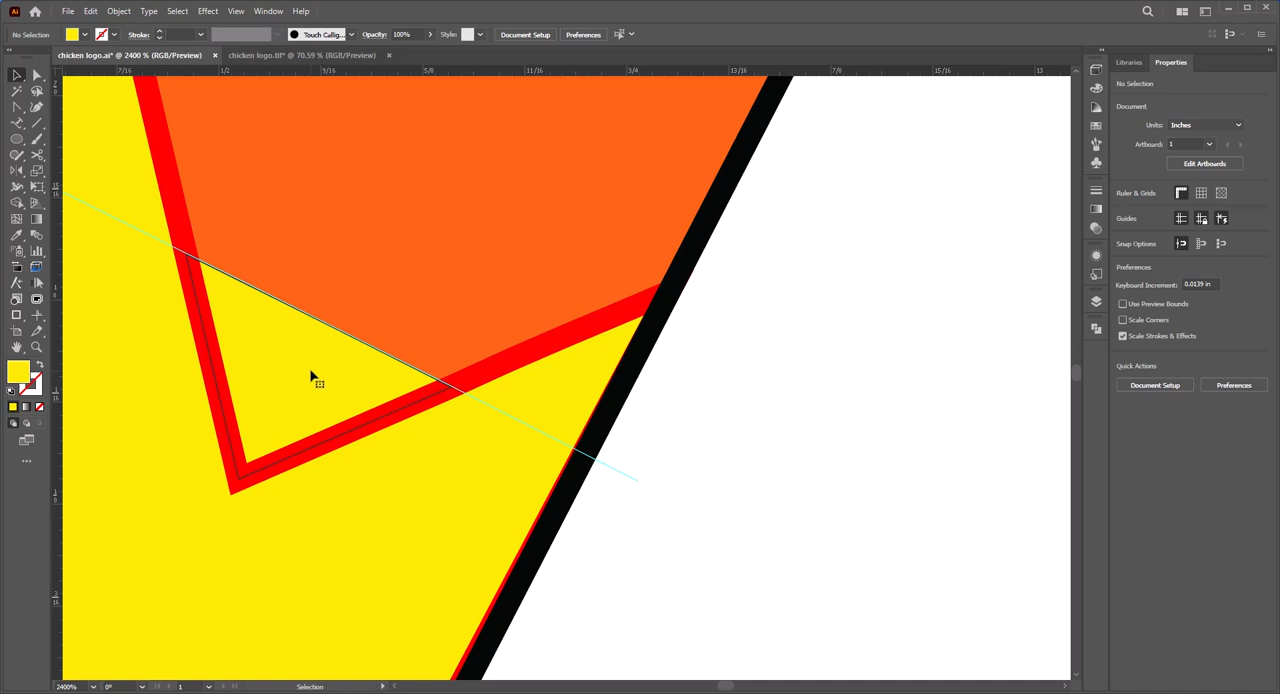 Ai
File Edit Object Type Select Effect View Window Help
No Selection Stroke: Touch Callig... Opacity: 100% Style: Document Setup Preferences
chicken logo.ai* @ 2400 % (RGB/Preview) × chicken logo.tif* @ 70.59 % (RGB/Preview) ×
7/16 1/2 9/16 5/8 11/16 3/4 13/16 7/8 15/16 13
Libraries Properties
No Selection
Document
Units: Inches
Artboard: 1
Edit Artboards
Ruler & Grids
Guides
Snap Options
Preferences
Keyboard Increment: 0.0139 in
Use Preview Bounds
Scale Corners
Scale Strokes & Effects
Quick Actions
Document Setup Preferences
2400% 0° 1 Selection